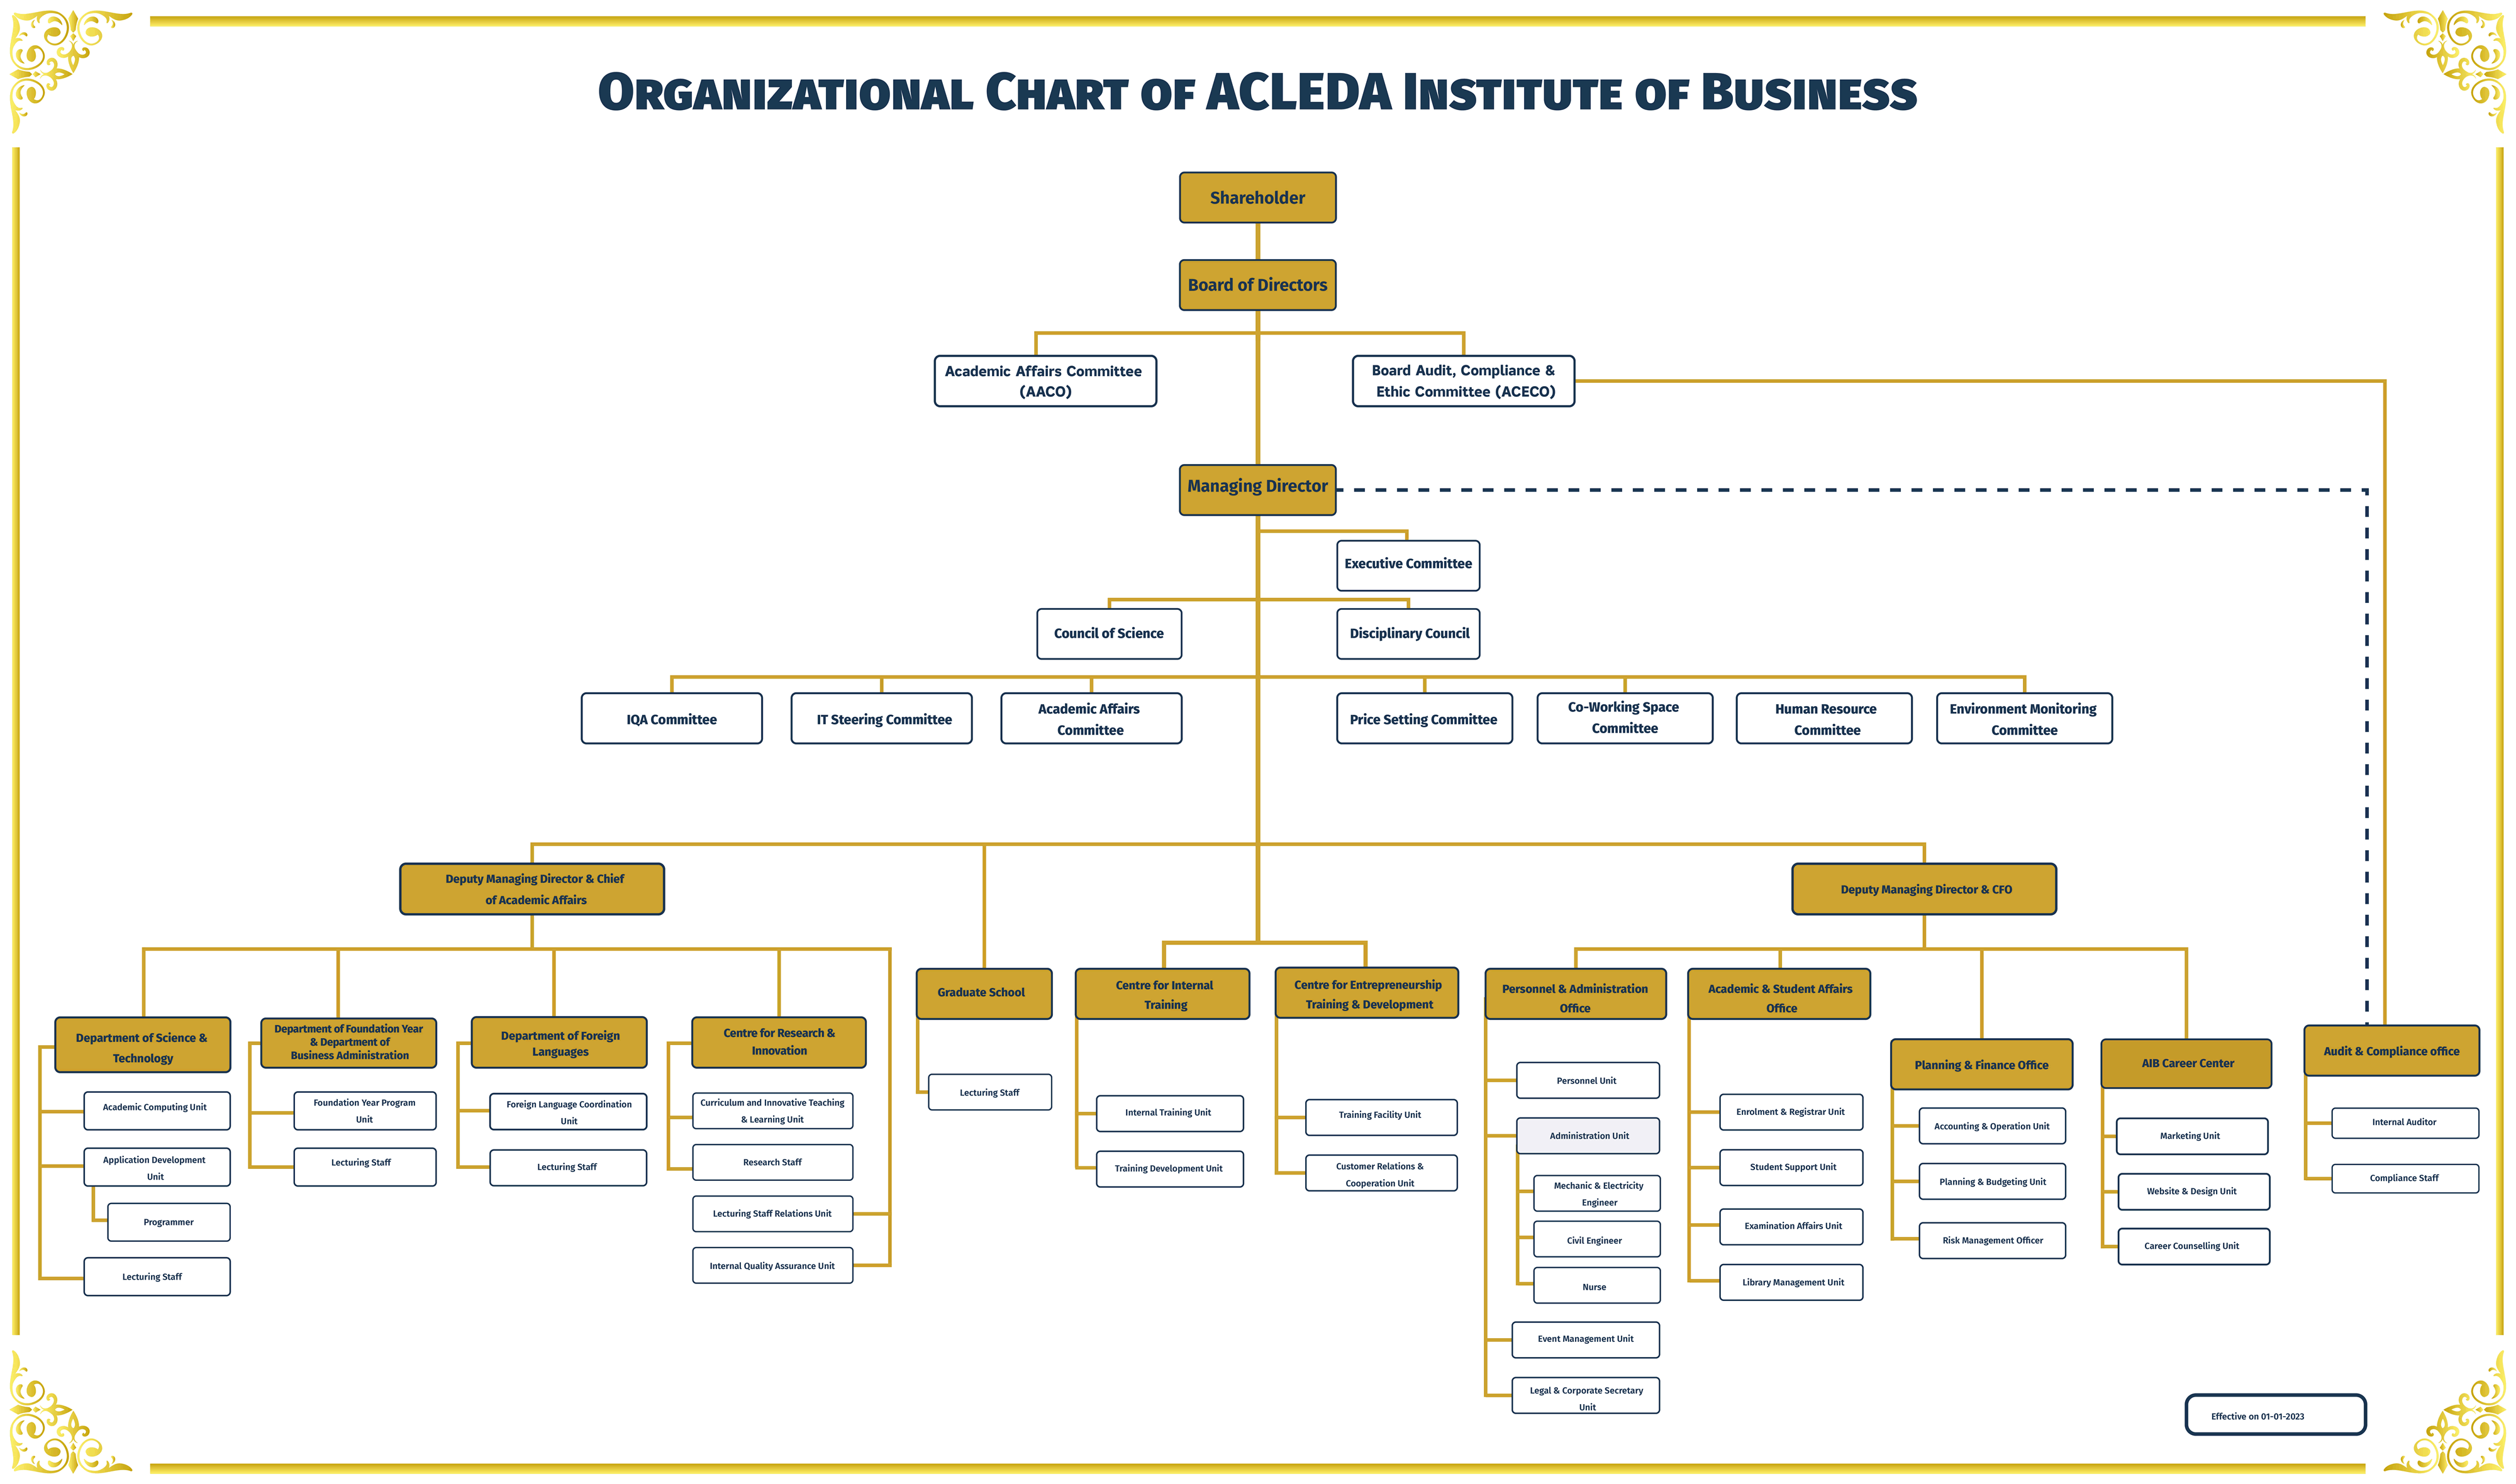 ORGANIZATIONAL CHART OF ACLEDA INSTITUTE OF BUSINESS
Shareholder
Board of Directors
Academic Affairs Committee
(AACO)
Board Audit, Compliance &
Ethic Committee (ACECO)
Managing Director
Executive Committee
Council of Science
Disciplinary Council
IQA Committee
IT Steering Committee
Academic Affairs
Committee
Price Setting Committee
Co-Working Space
Committee
Human Resource
Committee
Environment Monitoring
Committee
Deputy Managing Director & Chief
of Academic Affairs
Deputy Managing Director & CFO
Department of Science &
Technology
Academic Computing Unit
Application Development
Unit
Programmer
Lecturing Staff
Department of Foundation Year
& Department of
Business Administration
Foundation Year Program
Unit
Lecturing Staff
Department of Foreign
Languages
Foreign Language Coordination
Unit
Lecturing Staff
Centre for Research &
Innovation
Curriculum and Innovative Teaching
& Learning Unit
Research Staff
Lecturing Staff Relations Unit
Internal Quality Assurance Unit
Graduate School
Lecturing Staff
Centre for Internal
Training
Internal Training Unit
Training Development Unit
Centre for Entrepreneurship
Training & Development
Training Facility Unit
Customer Relations &
Cooperation Unit
Personnel & Administration
Office
Personnel Unit
Administration Unit
Mechanic & Electricity
Engineer
Civil Engineer
Nurse
Event Management Unit
Legal & Corporate Secretary
Unit
Academic & Student Affairs
Office
Enrolment & Registrar Unit
Student Support Unit
Examination Affairs Unit
Library Management Unit
Planning & Finance Office
Accounting & Operation Unit
Planning & Budgeting Unit
Risk Management Officer
AIB Career Center
Marketing Unit
Website & Design Unit
Career Counselling Unit
Audit & Compliance office
Internal Auditor
Compliance Staff
Effective on 01-01-2023